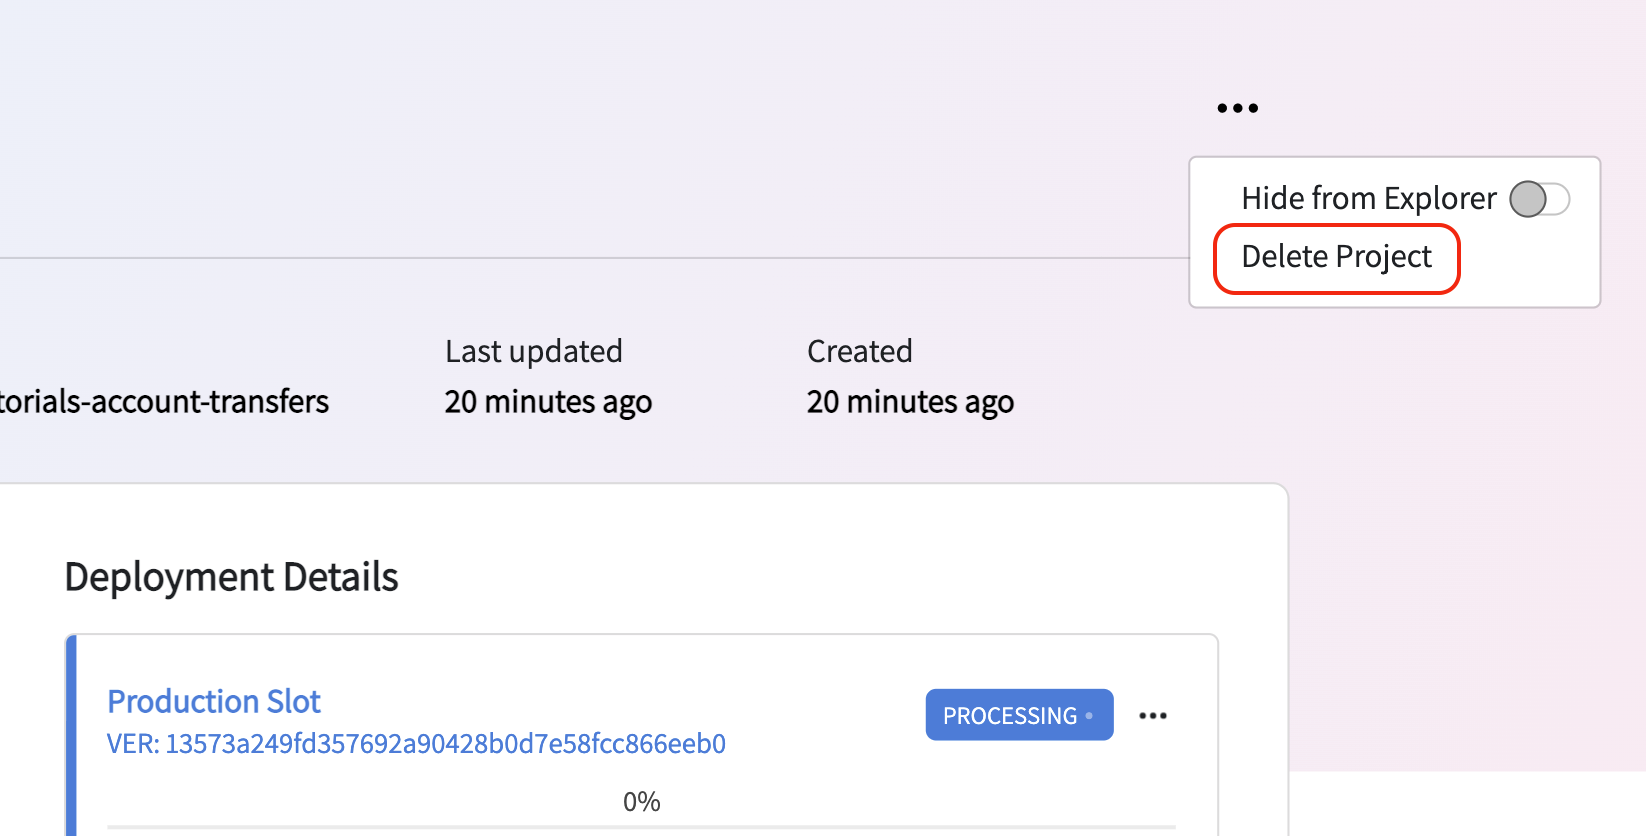 Hide from Explorer
Delete Project
Last updated
Created
torials-account-transfers
20 minutes ago
20 minutes ago
Deployment Details
Production Slot
PROCESSING
VER: 13573a249fd357692a90428b0d7e58fcc866eeb0
0%